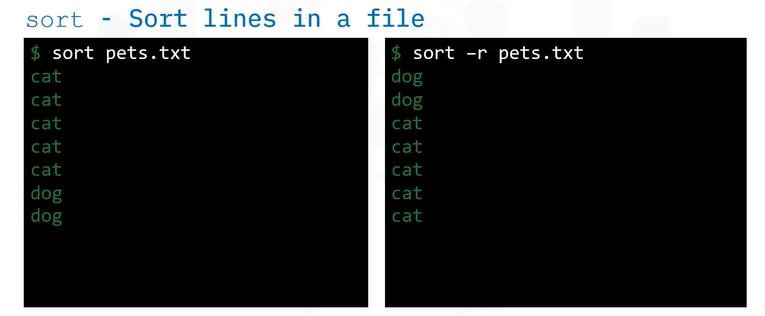 sort - Sort lines in a file
$ sort pets.txt
cat
cat
cat
cat
cat
dog
dog
$ sort –r pets.txt
dog
dog
cat
cat
cat
cat
cat